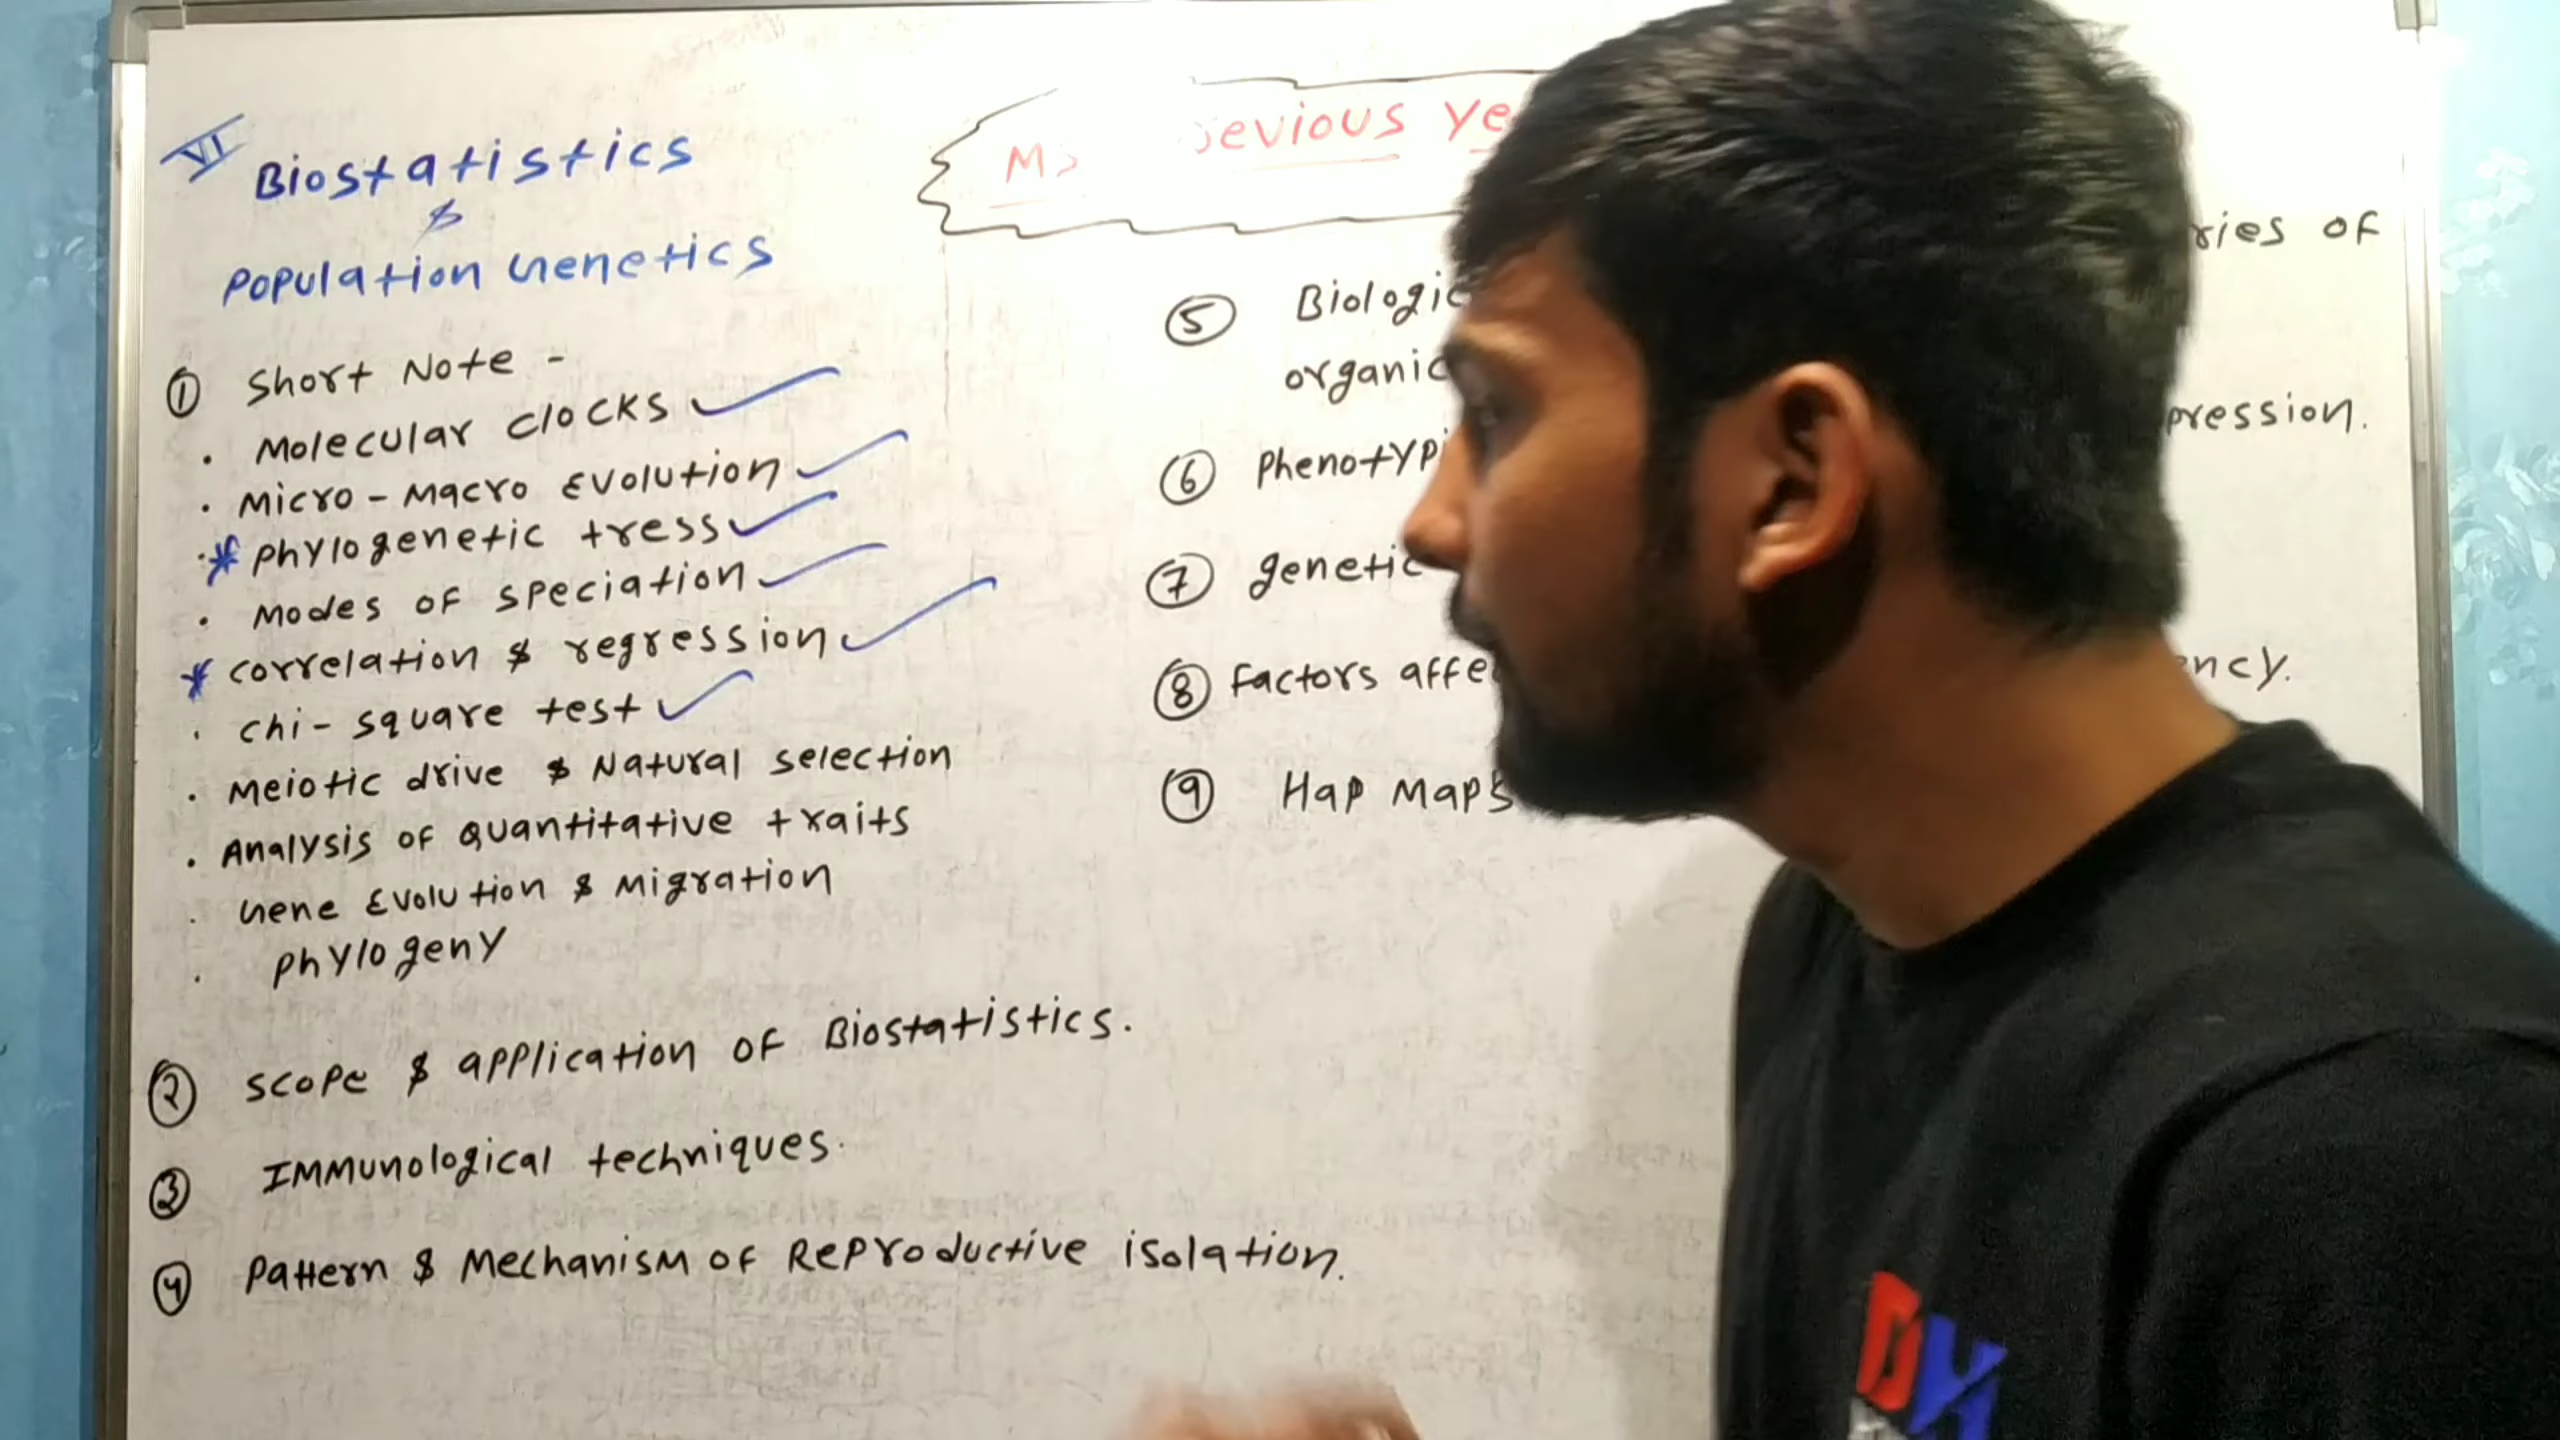 VI
Biostatistics
&
Population Genetics
① Short Note -
· Molecular clocks
· Micro - Macro Evolution
* phylogenetic tress
· Modes of speciation
* correlation & regression
· chi - square test
· Meiotic drive & Natural selection
· Analysis of quantitative traits
· Gene Evolution & Migration
· Phylogeny
② Scope & application of Biostatistics.
③ Immunological techniques.
④ Pattern & Mechanism of Reproductive isolation.
evious Ye
⑤ Biologic ries of
organic
⑥ Phenotypi pression.
⑦ genetic
⑧ Factors affe ency.
⑨ Hap Maps